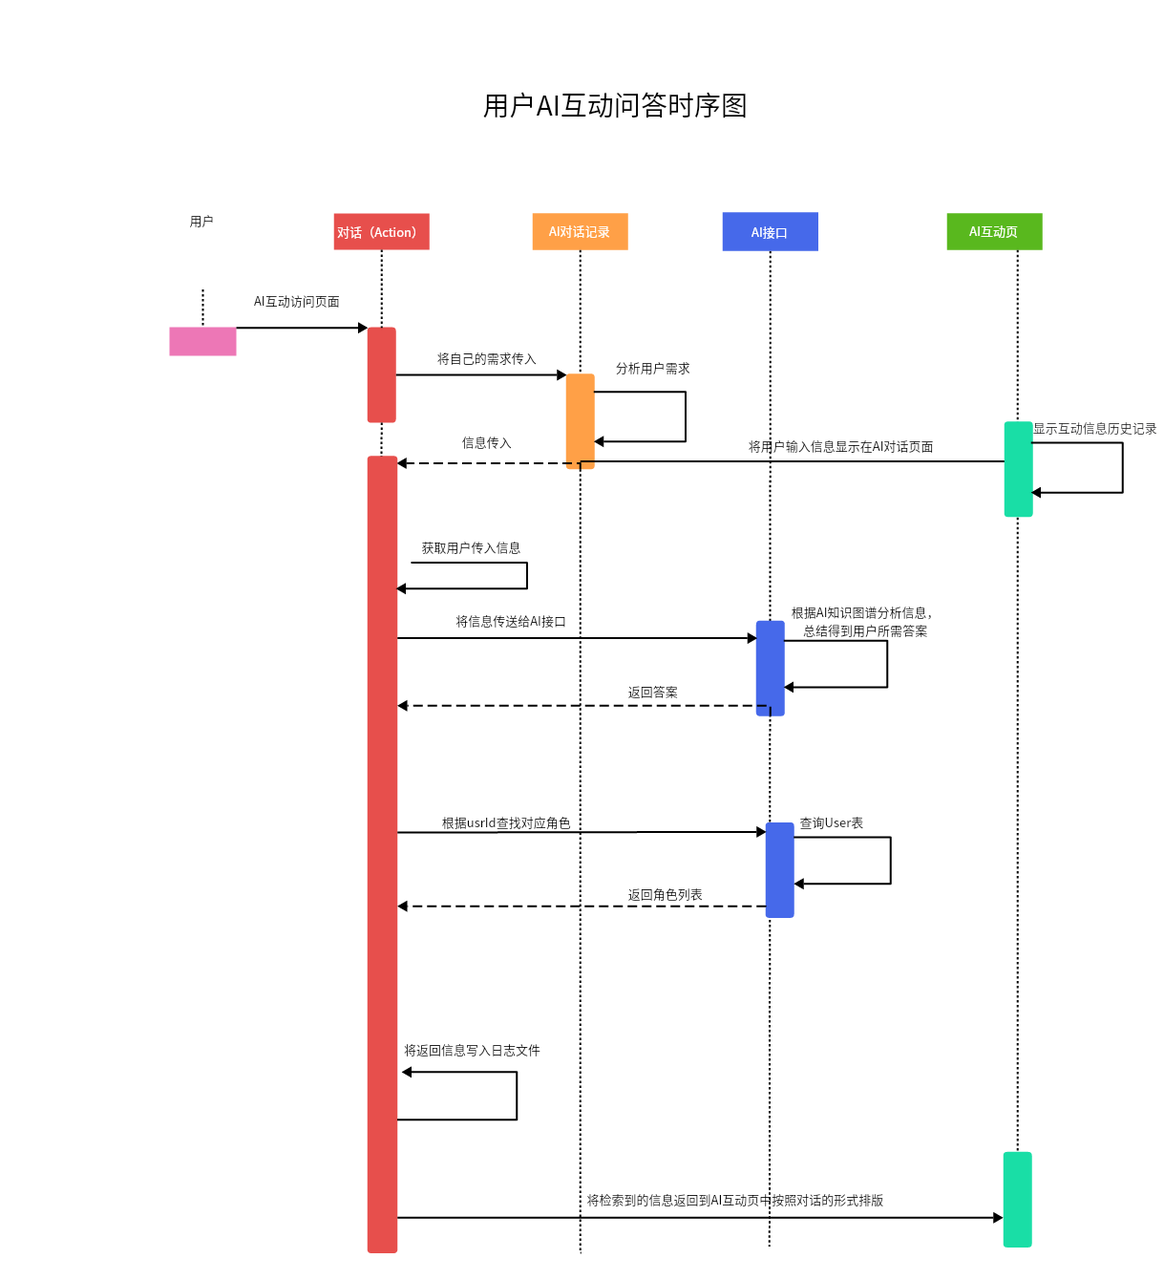 用户AI互动问答时序图
用户
对话（Action）
AI对话记录
AI接口
AI互动页
AI互动访问页面
将自己的需求传入
分析用户需求
显示互动信息历史记录
信息传入
将用户输入信息显示在AI对话页面
获取用户传入信息
将信息传送给AI接口
根据AI知识图谱分析信息，
总结得到用户所需答案
返回答案
根据usrId查找对应角色
查询User表
返回角色列表
将返回信息写入日志文件
将检索到的信息返回到AI互动页中按照对话的形式排版